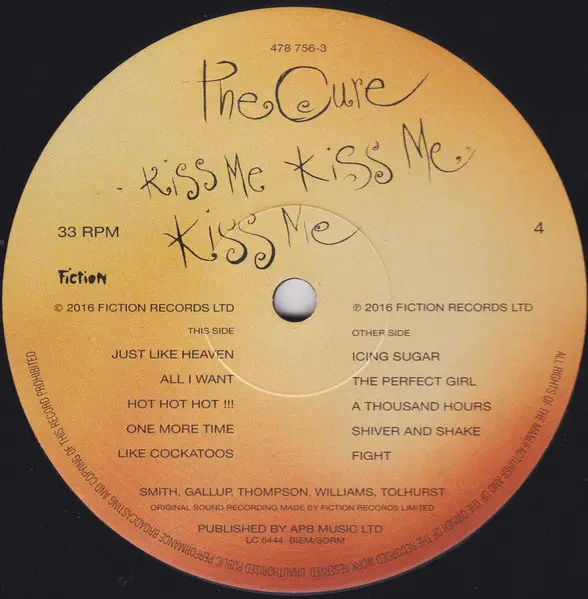 478 756-3
The Cure
Kiss Me Kiss Me
Kiss Me
33 RPM
4
Fiction
© 2016 FICTION RECORDS LTD
℗ 2016 FICTION RECORDS LTD
THIS SIDE
JUST LIKE HEAVEN
ALL I WANT
HOT HOT HOT !!!
ONE MORE TIME
LIKE COCKATOOS
OTHER SIDE
ICING SUGAR
THE PERFECT GIRL
A THOUSAND HOURS
SHIVER AND SHAKE
FIGHT
SMITH, GALLUP, THOMPSON, WILLIAMS, TOLHURST
ORIGINAL SOUND RECORDING MADE BY FICTION RECORDS LIMITED
PUBLISHED BY APB MUSIC LTD
LC 6444 BIEM/SDRM
ALL RIGHTS OF THE MANUFACTURER AND OF THE OWNER OF THE RECORDED WORK RESERVED. UNAUTHORISED PUBLIC PERFORMANCE BROADCASTING AND COPYING OF THIS RECORD PROHIBITED